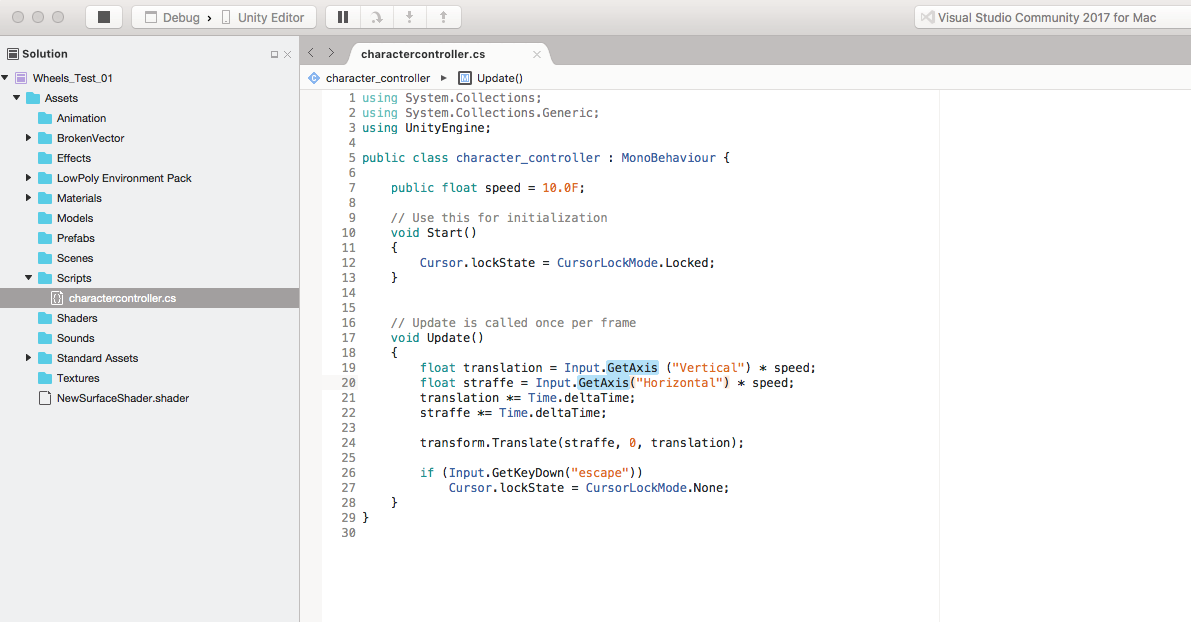 Debug › Unity Editor
Visual Studio Community 2017 for Mac
Solution
Wheels_Test_01
Assets
Animation
BrokenVector
Effects
LowPoly Environment Pack
Materials
Models
Prefabs
Scenes
Scripts
charactercontroller.cs
Shaders
Sounds
Standard Assets
Textures
NewSurfaceShader.shader
charactercontroller.cs
character_controller ▶ M Update()
1 using System.Collections;
2 using System.Collections.Generic;
3 using UnityEngine;
4
5 public class character_controller : MonoBehaviour {
6
7     public float speed = 10.0F;
8
9     // Use this for initialization
10     void Start()
11     {
12         Cursor.lockState = CursorLockMode.Locked;
13     }
14
15
16     // Update is called once per frame
17     void Update()
18     {
19         float translation = Input.GetAxis ("Vertical") * speed;
20         float straffe = Input.GetAxis("Horizontal") * speed;
21         translation *= Time.deltaTime;
22         straffe *= Time.deltaTime;
23
24         transform.Translate(straffe, 0, translation);
25
26         if (Input.GetKeyDown("escape"))
27             Cursor.lockState = CursorLockMode.None;
28     }
29 }
30